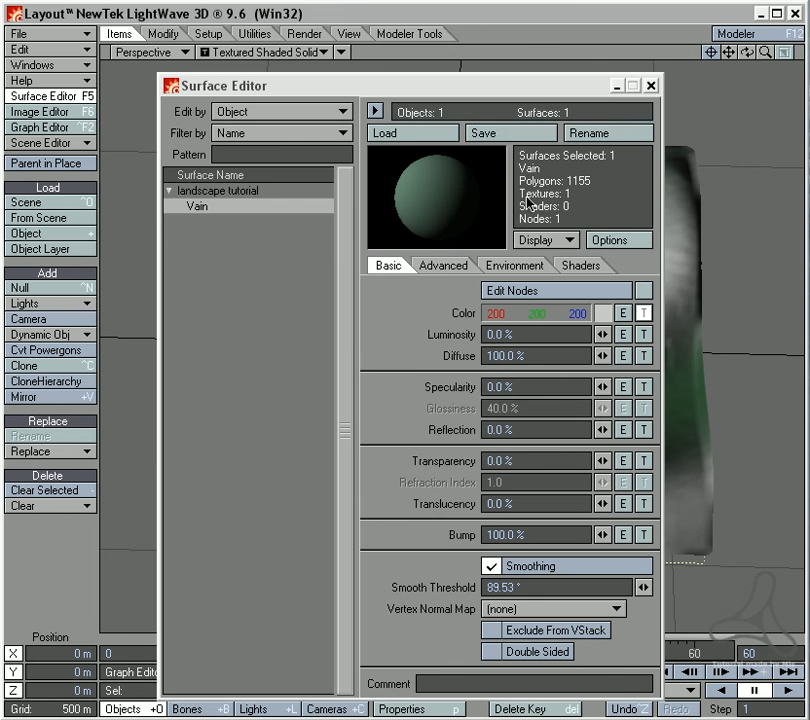 Layout™ NewTek LightWave 3D ® 9.6 (Win32)
File
Items Modify Setup Utilities Render View Modeler Tools
Modeler F12
Edit
Perspective T Textured Shaded Solid
Windows
Help
Surface Editor F5
Image Editor F6
Graph Editor ^F2
Scene Editor
Parent in Place
Load
Scene ^O
From Scene
Object +
Object Layer
Add
Null ^N
Lights
Camera
Dynamic Obj
Cvt Powergons
Clone ^C
CloneHierarchy
Mirror +V
Replace
Rename
Replace
Delete
Clear Selected -
Clear
Surface Editor
Edit by Object
Filter by Name
Pattern
Surface Name
landscape tutorial
Vain
Objects: 1 Surfaces: 1
Load Save Rename
Surfaces Selected: 1
Vain
Polygons: 1155
Textures: 1
Shaders: 0
Nodes: 1
Display Options
Basic Advanced Environment Shaders
Edit Nodes
Color 200 200 200 E T
Luminosity 0.0 % E T
Diffuse 100.0 % E T
Specularity 0.0 % E T
Glossiness 40.0 % E T
Reflection 0.0 % E T
Transparency 0.0 % E T
Refraction Index 1.0 E T
Translucency 0.0 % E T
Bump 100.0 % E T
Smoothing
Smooth Threshold 89.53 °
Vertex Normal Map (none)
Exclude From VStack
Double Sided
Comment
Position
X 0 m 0 60 60
Y 0 m Graph Edit
Z 0 m Sel: Step 1
Grid: 500 m Objects +O Bones +B Lights +L Cameras +C Properties p Delete Key del Undo ^Z Redo